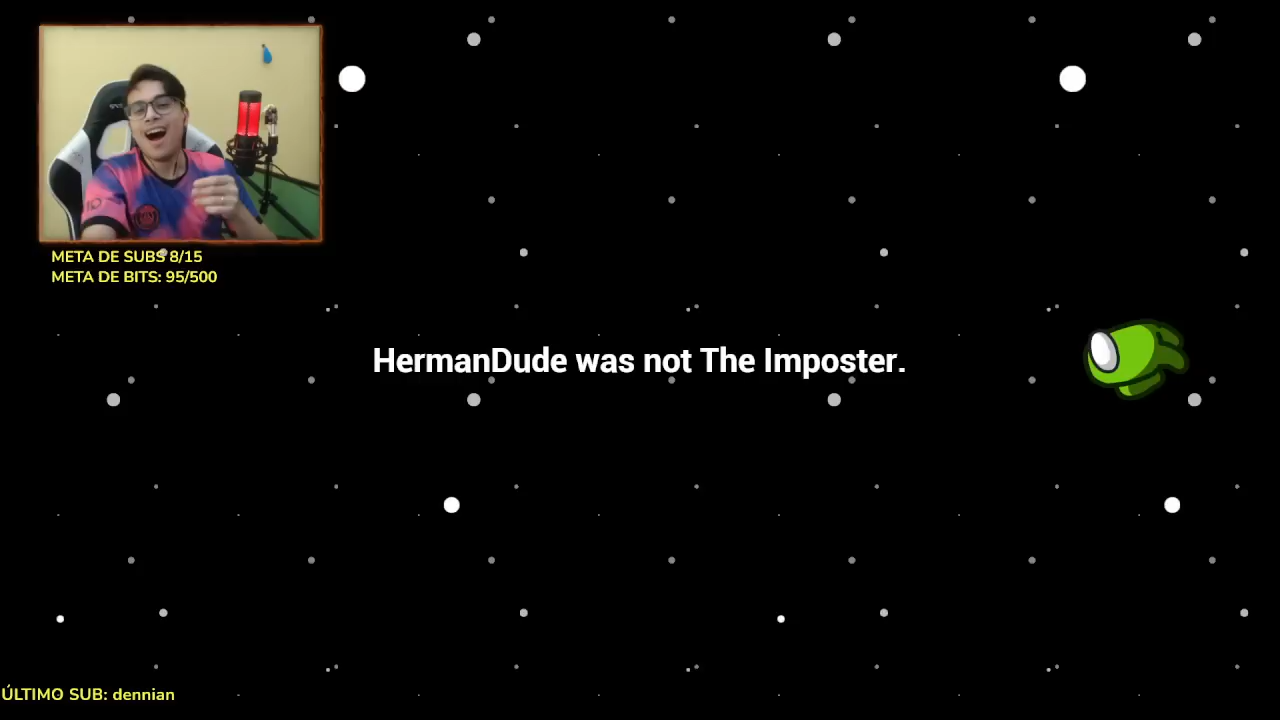 META DE SUBS 8/15
META DE BITS: 95/500
HermanDude was not The Imposter.
ÚLTIMO SUB: dennian